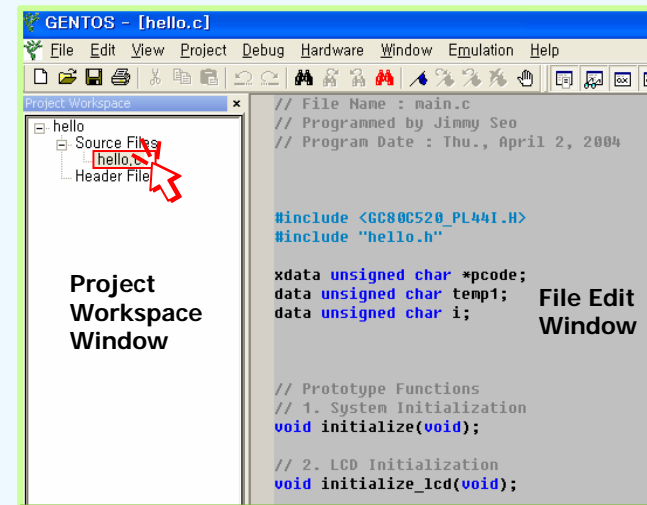 GENTOS - [hello.c]
File Edit View Project Debug Hardware Window Emulation Help
Project Workspace
hello
Source Files
hello.c
Header File
Project
Workspace
Window
// File Name : main.c
// Programmed by Jimmy Seo
// Program Date : Thu., April 2, 2004
#include <GC80C520_PL44I.H>
#include "hello.h"
xdata unsigned char *pcode;
data unsigned char temp1;
data unsigned char i;
File Edit
Window
// Prototype Functions
// 1. System Initialization
void initialize(void);
// 2. LCD Initialization
void initialize_lcd(void);